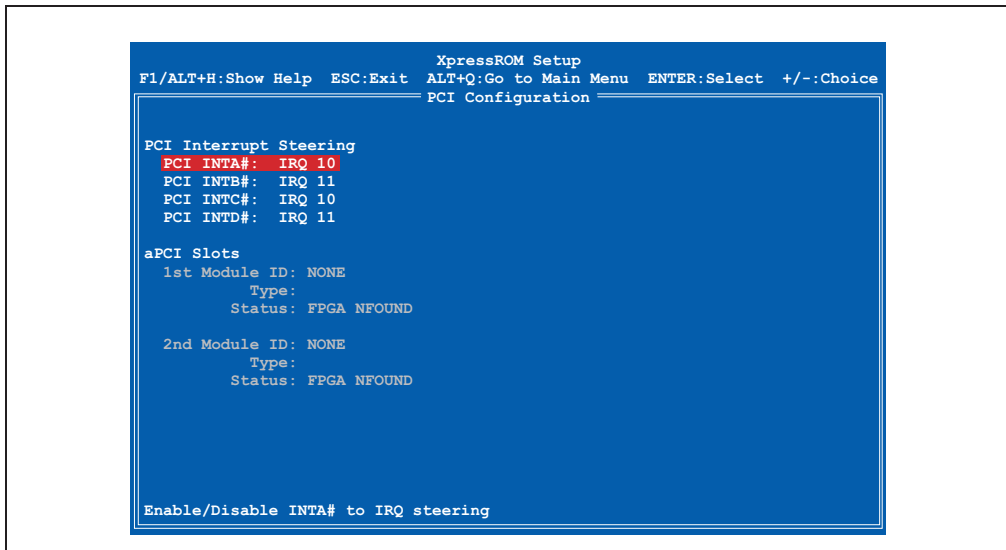 XpressROM Setup
F1/ALT+H:Show Help ESC:Exit ALT+Q:Go to Main Menu ENTER:Select +/-:Choice
PCI Configuration
PCI Interrupt Steering
PCI INTA#: IRQ 10
PCI INTB#: IRQ 11
PCI INTC#: IRQ 10
PCI INTD#: IRQ 11
aPCI Slots
1st Module ID: NONE
Type:
Status: FPGA NFOUND
2nd Module ID: NONE
Type:
Status: FPGA NFOUND
Enable/Disable INTA# to IRQ steering